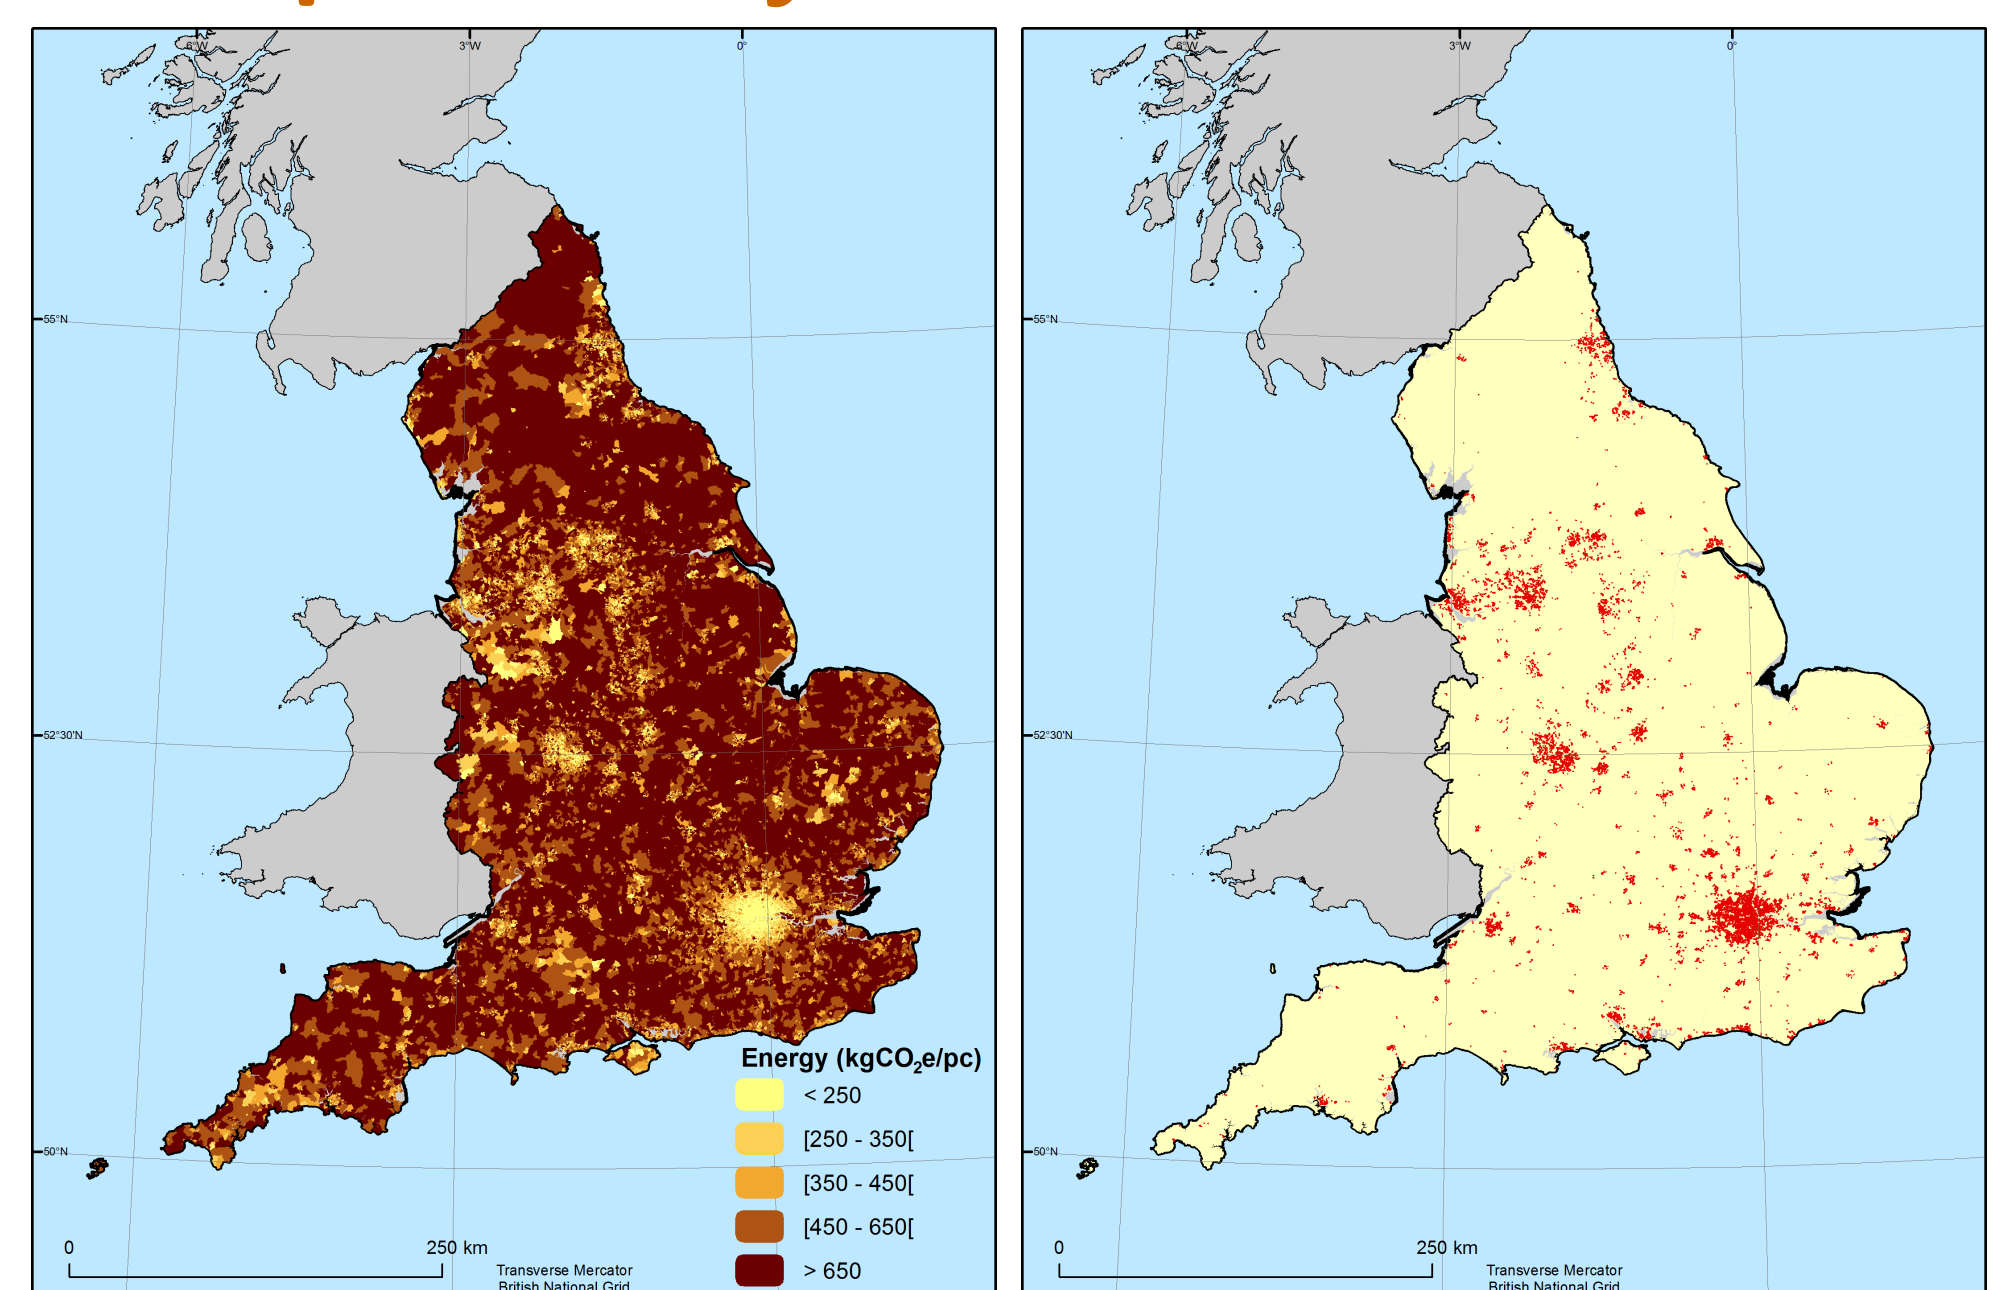 6°W
3°W
0°
55°N
52°30'N
50°N
Energy (kgCO₂e/pc)
< 250
[250 - 350[
[350 - 450[
[450 - 650[
> 650
0
250 km
Transverse Mercator
British National Grid
6°W
3°W
0°
55°N
52°30'N
50°N
0
250 km
Transverse Mercator
British National Grid